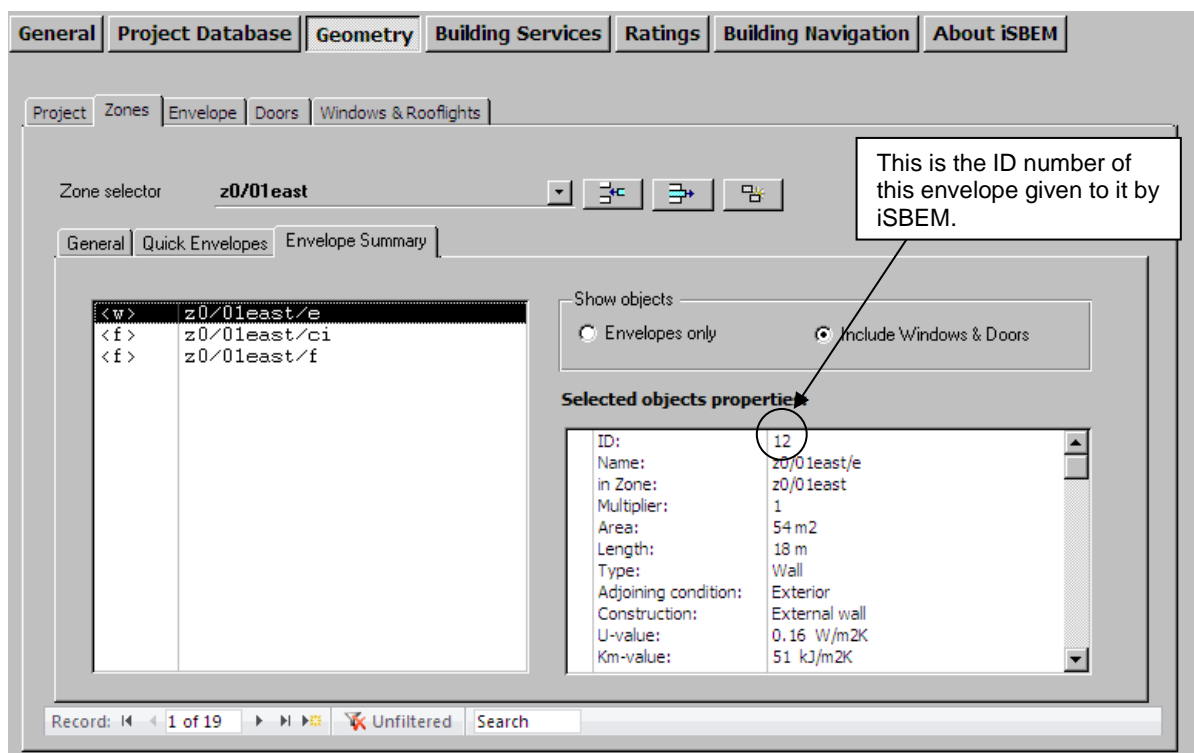 General Project Database Geometry Building Services Ratings Building Navigation About iSBEM
Project Zones Envelope Doors Windows & Rooflights
This is the ID number of
this envelope given to it by
iSBEM.
Zone selector z0/01east
General Quick Envelopes Envelope Summary
<w> z0/01east/e
<f> z0/01east/ci
<f> z0/01east/f
Show objects
Envelopes only Include Windows & Doors
Selected objects properties
ID: 12
Name: z0/01east/e
in Zone: z0/01east
Multiplier: 1
Area: 54 m2
Length: 18 m
Type: Wall
Adjoining condition: Exterior
Construction: External wall
U-value: 0.16 W/m2K
Km-value: 51 kJ/m2K
Record: 1 of 19 Unfiltered Search